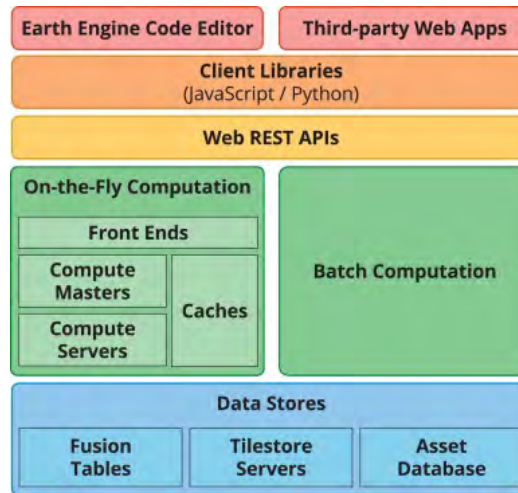 Earth Engine Code Editor
Third-party Web Apps
Client Libraries
(JavaScript / Python)
Web REST APIs
On-the-Fly Computation
Front Ends
Compute
Masters
Compute
Servers
Caches
Batch Computation
Data Stores
Fusion
Tables
Tilestore
Servers
Asset
Database